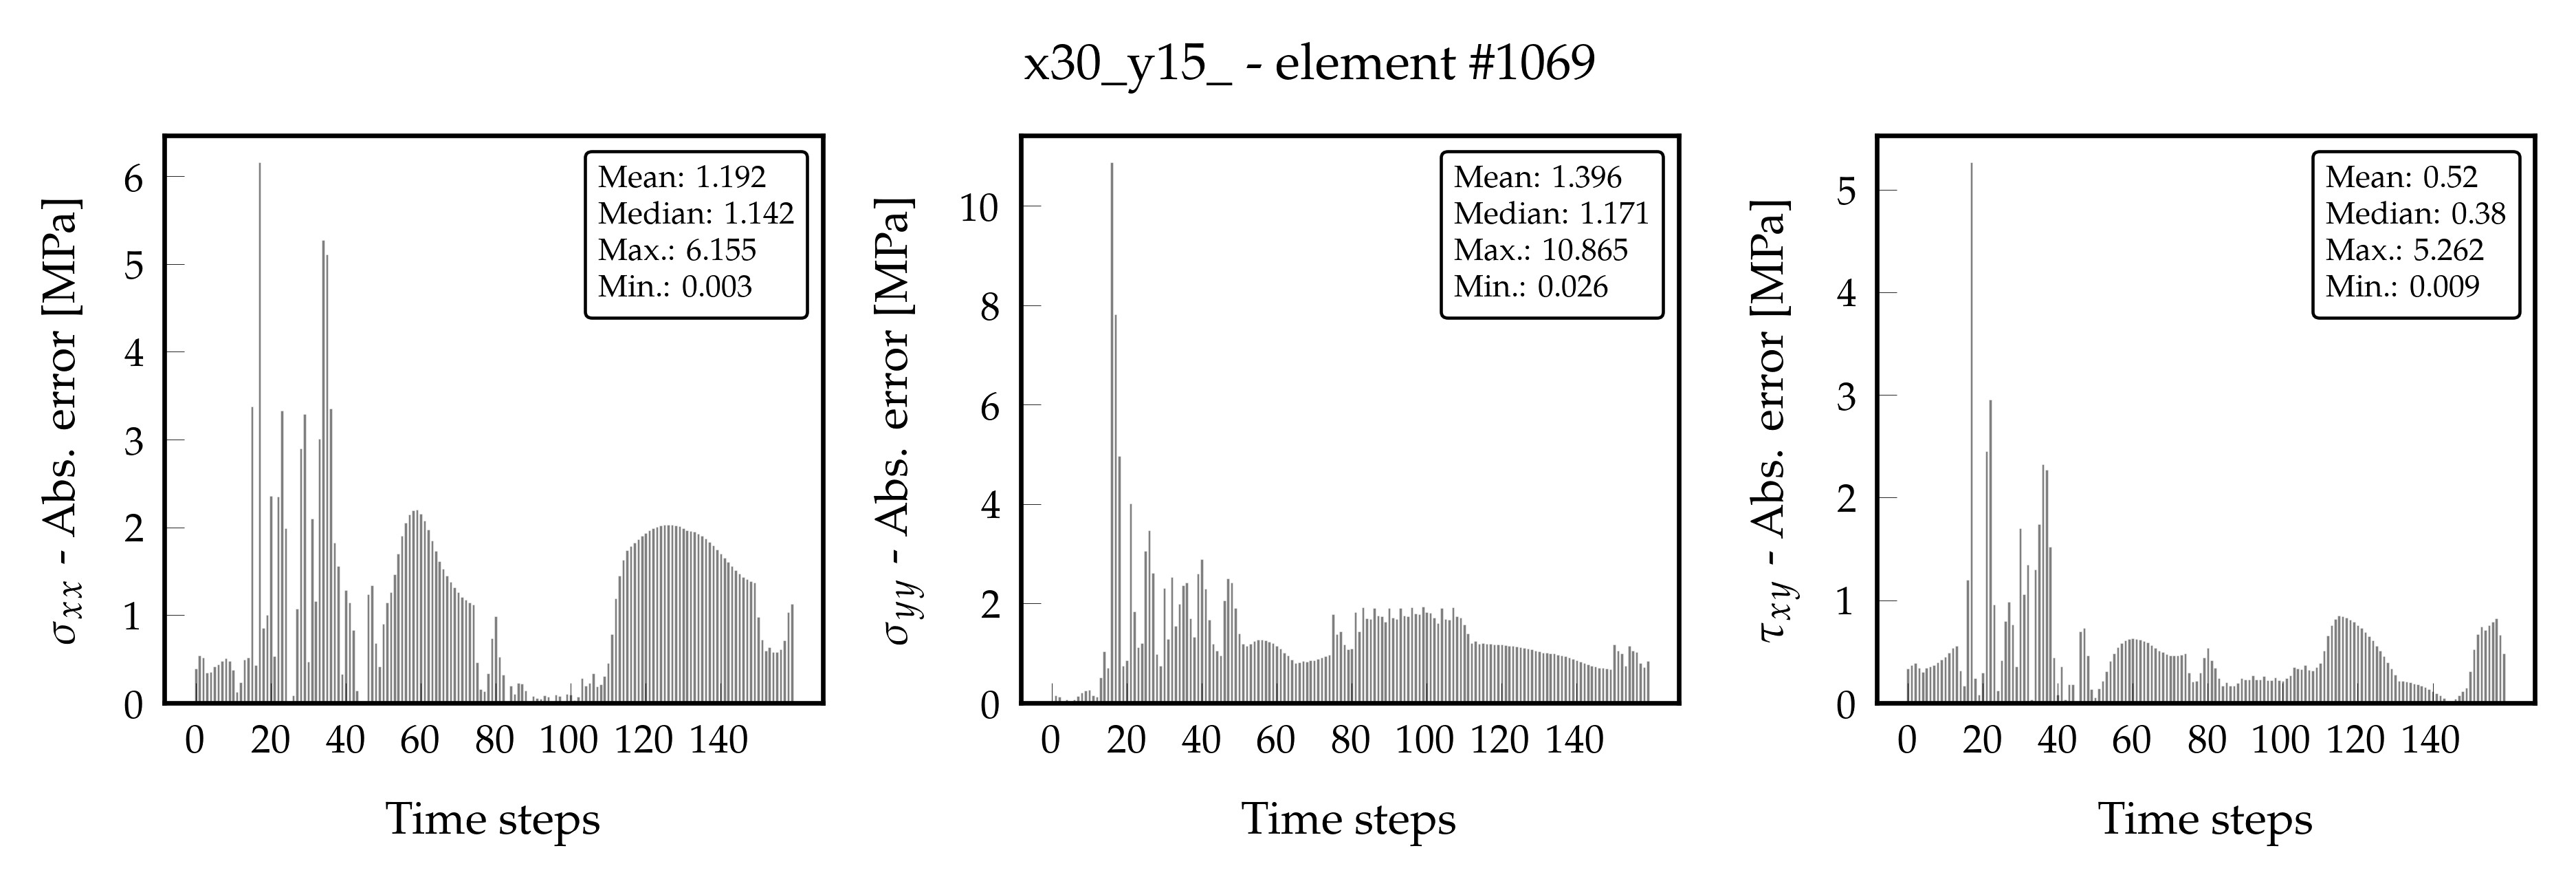 x30_y15_ - element #1069
σxx - Abs. error [MPa]
6
5
4
3
2
1
0
Mean: 1.192
Median: 1.142
Max.: 6.155
Min.: 0.003
0 20 40 60 80 100 120 140
Time steps
σyy - Abs. error [MPa]
10
8
6
4
2
0
Mean: 1.396
Median: 1.171
Max.: 10.865
Min.: 0.026
0 20 40 60 80 100 120 140
Time steps
τxy - Abs. error [MPa]
5
4
3
2
1
0
Mean: 0.52
Median: 0.38
Max.: 5.262
Min.: 0.009
0 20 40 60 80 100 120 140
Time steps